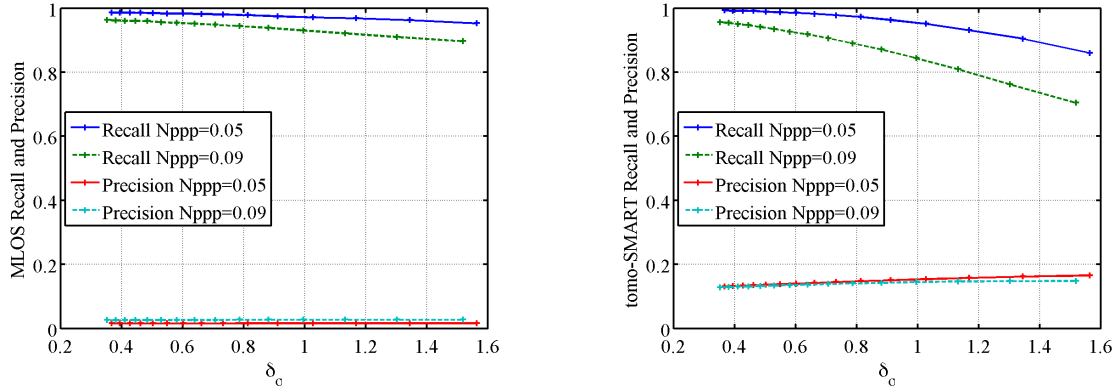 MLOS Recall and Precision
1
0.8
0.6
0.4
0.2
0
Recall Nppp=0.05
Recall Nppp=0.09
Precision Nppp=0.05
Precision Nppp=0.09
0.2 0.4 0.6 0.8 1 1.2 1.4 1.6
δc
tomo-SMART Recall and Precision
1
0.8
0.6
0.4
0.2
0
Recall Nppp=0.05
Recall Nppp=0.09
Precision Nppp=0.05
Precision Nppp=0.09
0.2 0.4 0.6 0.8 1 1.2 1.4 1.6
δc